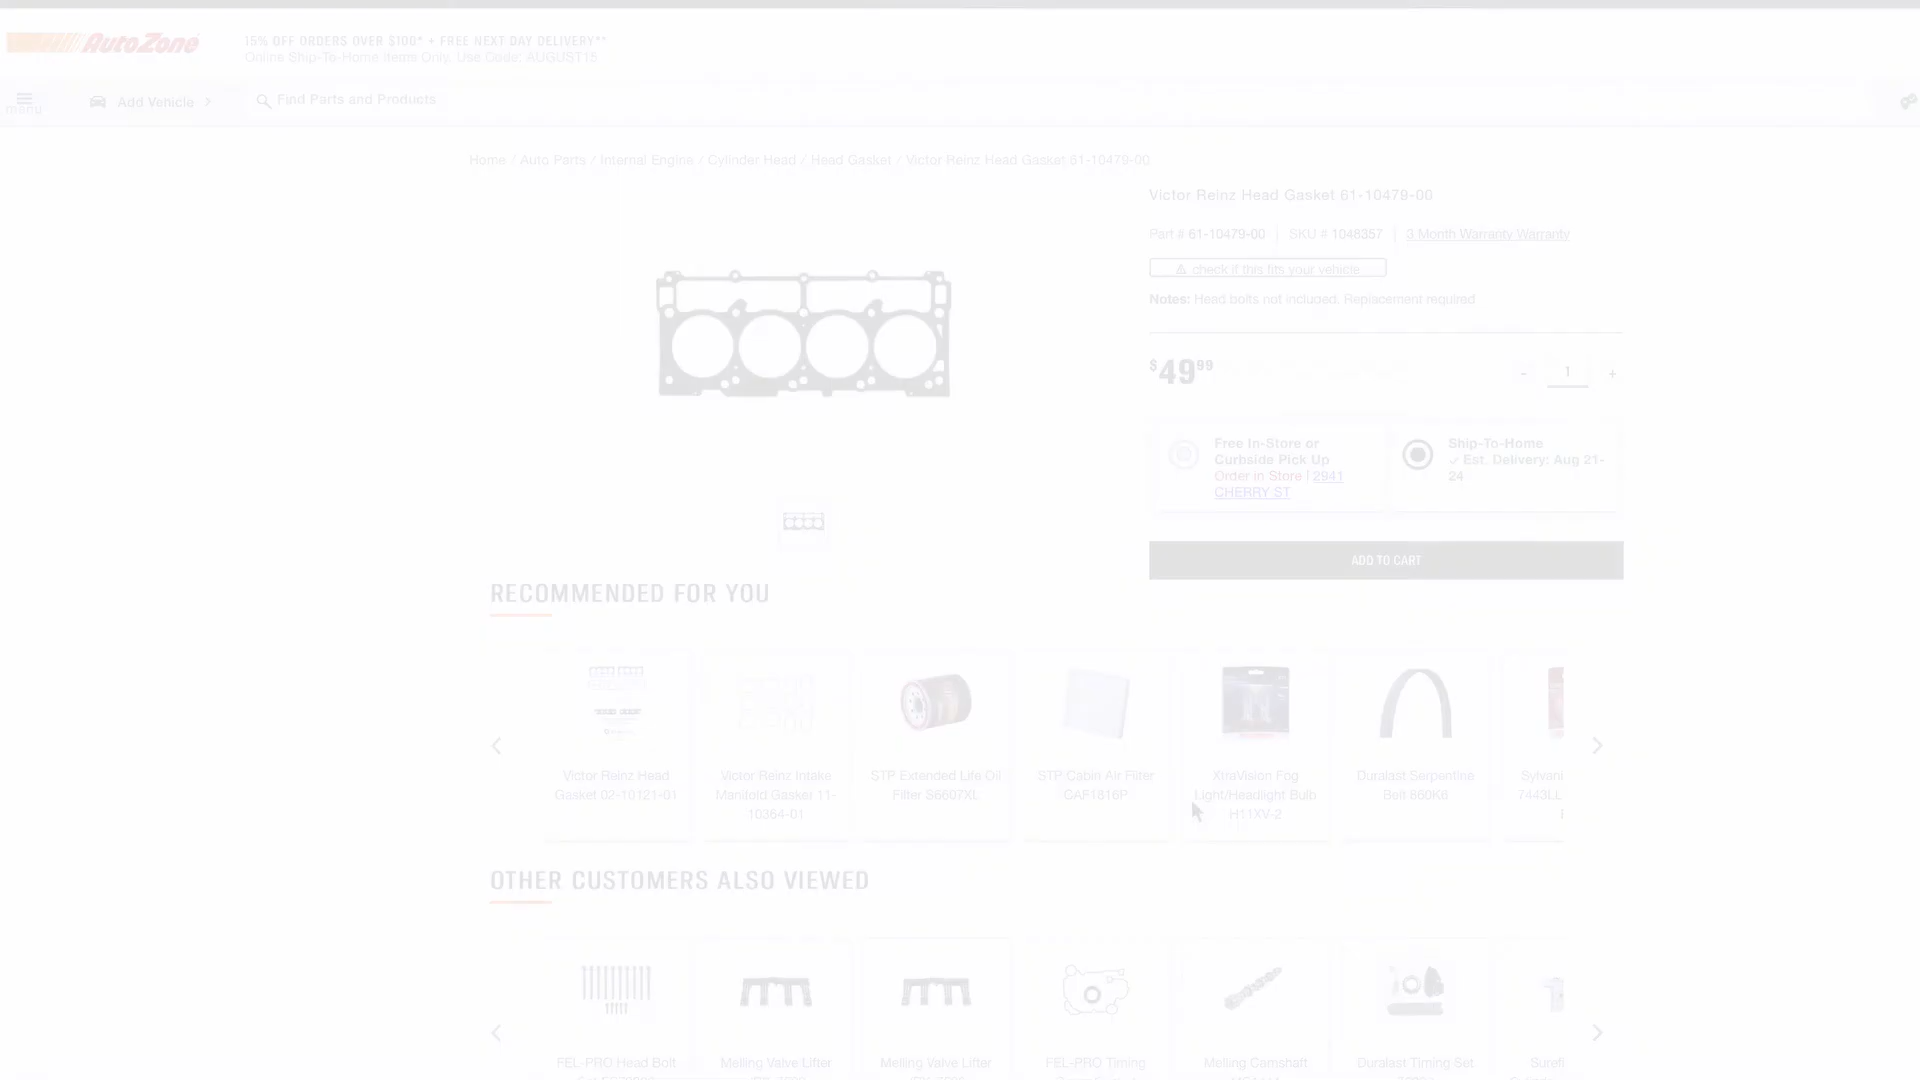 AutoZone
15% OFF ORDERS OVER $100* + FREE NEXT DAY DELIVERY**
Online Ship-To-Home Items Only. Use Code: AUGUST15
menu
Add Vehicle
Find Parts and Products
Home / Auto Parts / Internal Engine / Cylinder Head / Head Gasket / Victor Reinz Head Gasket 61-10479-00
Victor Reinz Head Gasket 61-10479-00
Part # 61-10479-00 | SKU # 1048357 | 3 Month Warranty Warranty
check if this fits your vehicle
Notes: Head bolts not included. Replacement required
$49 99
- 1 +
Free In-Store or
Curbside Pick Up
Order in Store | 2941
CHERRY ST
Ship-To-Home
Est. Delivery: Aug 21-
24
ADD TO CART
RECOMMENDED FOR YOU
Victor Reinz Head
Gasket 02-10121-01
Victor Reinz Intake
Manifold Gasket 11-
10364-01
STP Extended Life Oil
Filter S6607XL
STP Cabin Air Filter
CAF1816P
XtraVision Fog
Light/Headlight Bulb
H11XV-2
Duralast Serpentine
Belt 660K6
Sylvani
7443LL
OTHER CUSTOMERS ALSO VIEWED
FEL-PRO Head Bolt
Melling Valve Lifter
Melling Valve Lifter
FEL-PRO Timing
Melling Camshaft
Duralast Timing Set
Surefi